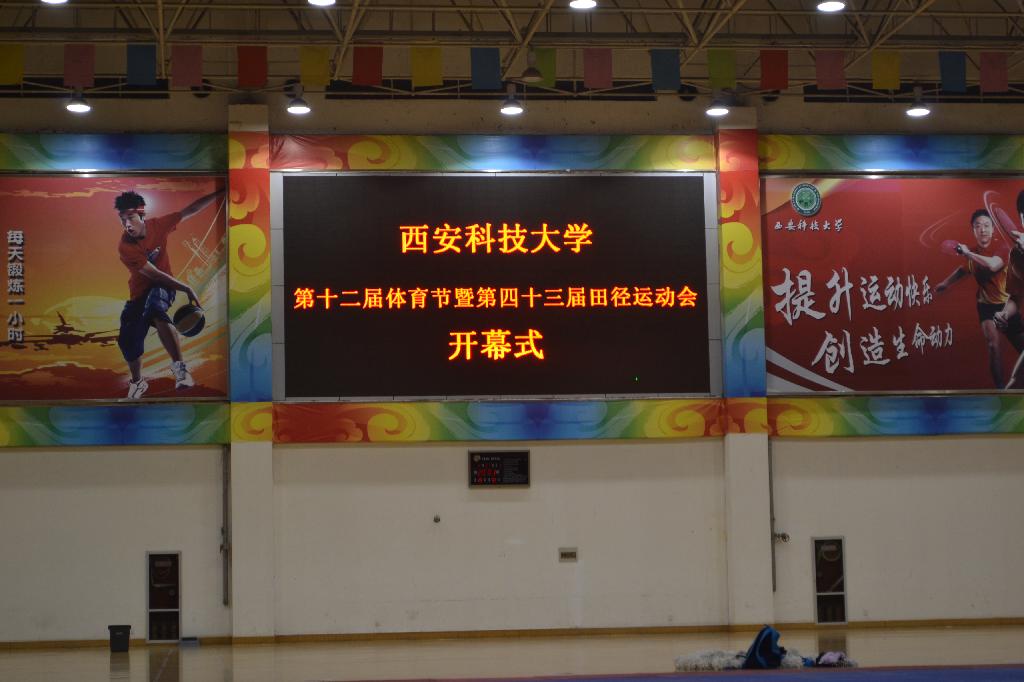 西安科技大学
第十二届体育节暨第四十三届田径运动会
开幕式
每天锻炼一小时
西安科技大学
提升运动快乐
创造生命动力